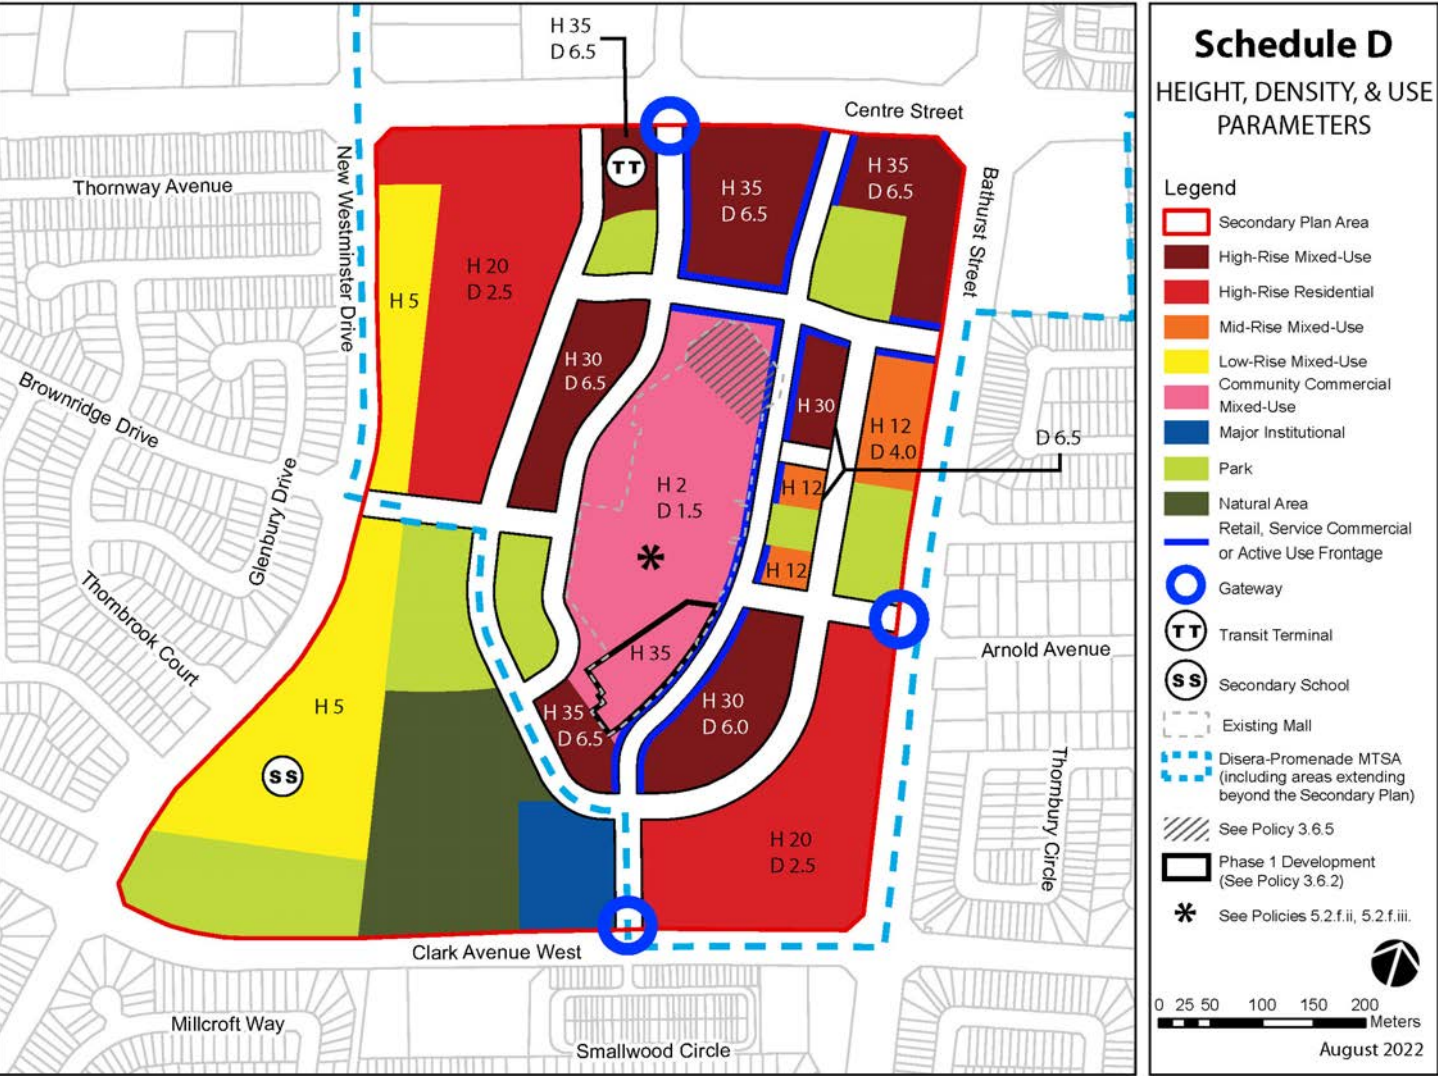 H 35
D 6.5
Centre Street
Thornway Avenue
New Westminster Drive
Bathurst Street
TT
H 35
D 6.5
H 35
D 6.5
H 20
D 2.5
H 5
H 30
D 6.5
H 30
H 12
D 4.0
D 6.5
Brownridge Drive
Glenbury Drive
H 2
D 1.5
*
H 12
H 12
Thornbrook Court
Arnold Avenue
H 35
H 5
H 35
D 6.5
H 30
D 6.0
SS
H 20
D 2.5
Thornbury Circle
Clark Avenue West
Millcroft Way
Smallwood Circle
Schedule D
HEIGHT, DENSITY, & USE
PARAMETERS
Legend
Secondary Plan Area
High-Rise Mixed-Use
High-Rise Residential
Mid-Rise Mixed-Use
Low-Rise Mixed-Use
Community Commercial
Mixed-Use
Major Institutional
Park
Natural Area
Retail, Service Commercial
or Active Use Frontage
Gateway
TT Transit Terminal
SS Secondary School
Existing Mall
Disera-Promenade MTSA
(including areas extending
beyond the Secondary Plan)
See Policy 3.6.5
Phase 1 Development
(See Policy 3.6.2)
* See Policies 5.2.f.ii, 5.2.f.iii.
0 25 50 100 150 200
Meters
August 2022